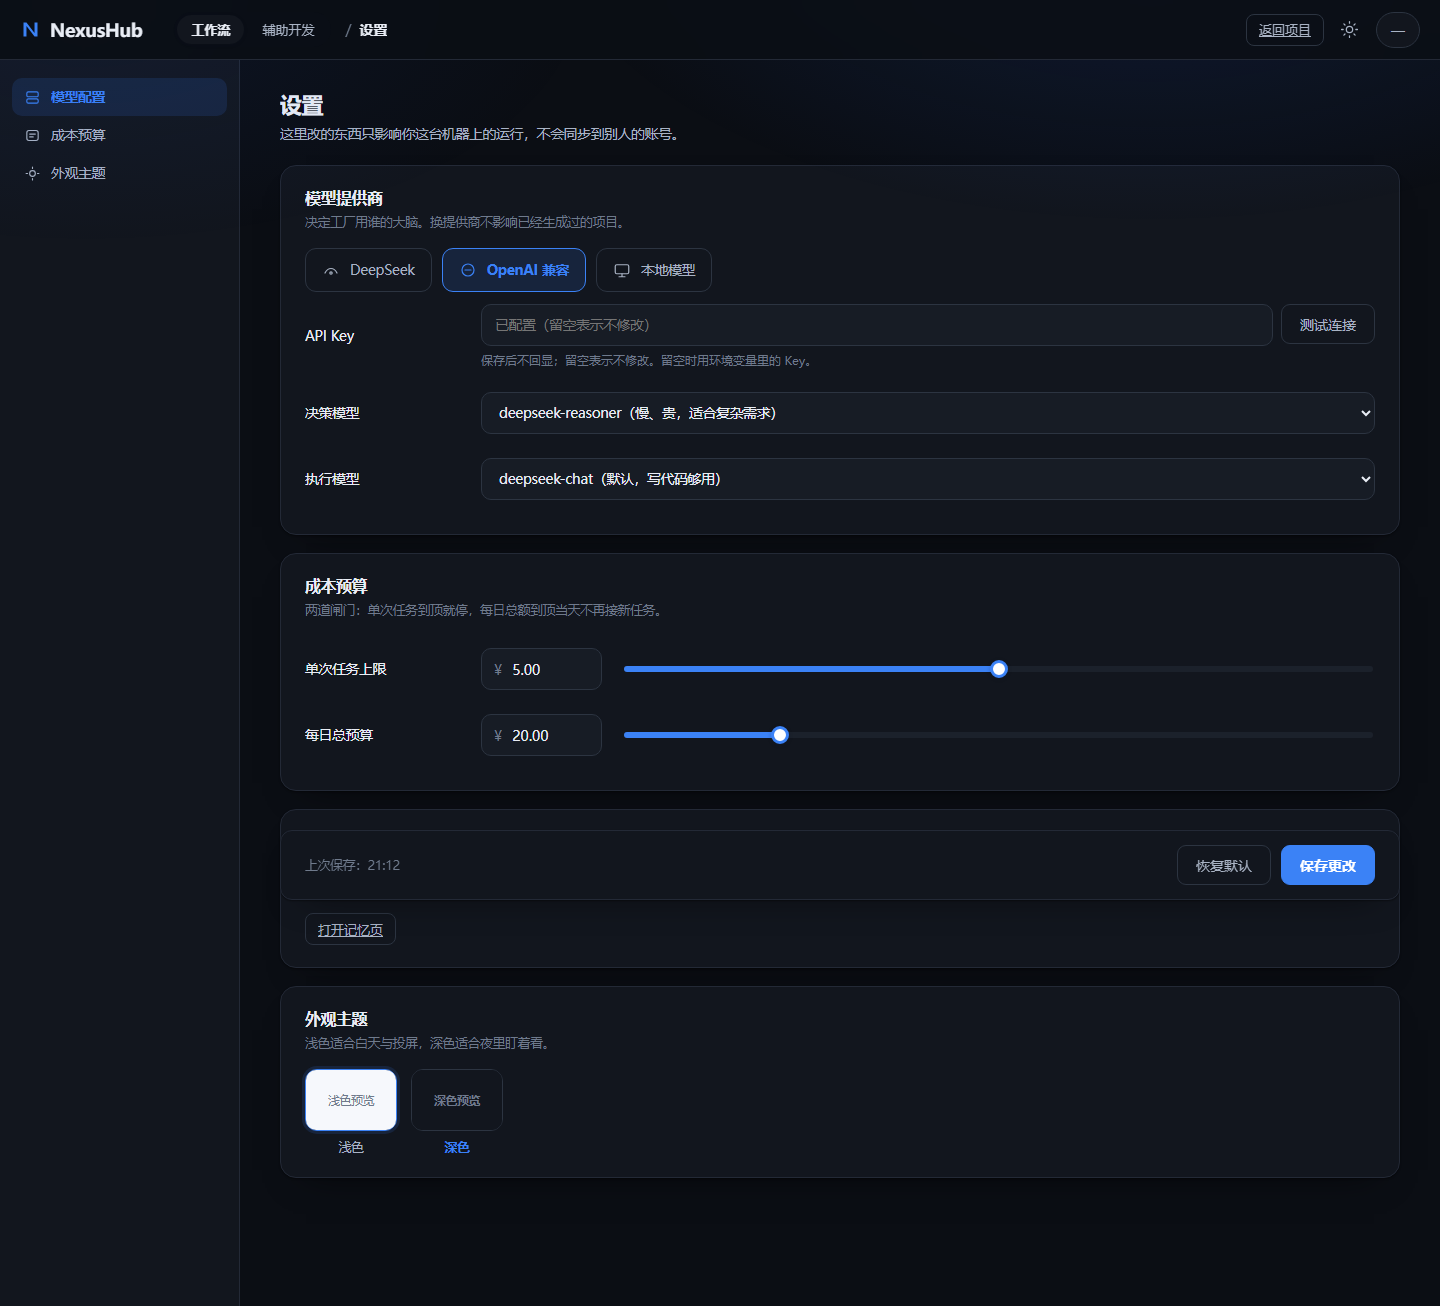 NexusHub 工作流 辅助开发 / 设置 返回项目 —
模型配置
成本预算
外观主题
设置
这里改的东西只影响你这台机器上的运行，不会同步到别人的账号。
模型提供商
决定工厂用谁的大脑。换提供商不影响已经生成过的项目。
DeepSeek OpenAI 兼容 本地模型
API Key 已配置（留空表示不修改） 测试连接
保存后不回显；留空表示不修改。留空时用环境变量里的 Key。
决策模型 deepseek-reasoner（慢、贵，适合复杂需求）
执行模型 deepseek-chat（默认，写代码够用）
成本预算
两道闸门：单次任务到顶就停，每日总额到顶当天不再接新任务。
单次任务上限 ¥ 5.00
每日总预算 ¥ 20.00
上次保存：21:12 恢复默认 保存更改
打开记忆页
外观主题
浅色适合白天与投屏，深色适合夜里盯着看。
浅色预览 深色预览
浅色 深色